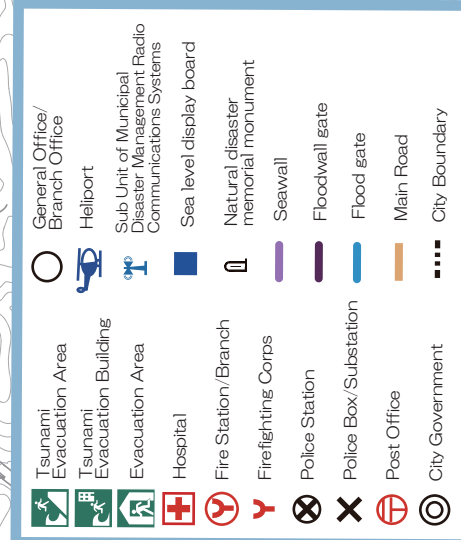 Tsunami
Evacuation Area
Tsunami
Evacuation Building
Evacuation Area
Hospital
Fire Station/Branch
Firefighting Corps
Police Station
Police Box/Substation
Post Office
City Government
General Office/
Branch Office
Heliport
Sub Unit of Municipal
Disaster Management Radio
Communications Systems
Sea level display board
Natural disaster
memorial monument
Seawall
Floodwall gate
Flood gate
Main Road
City Boundary